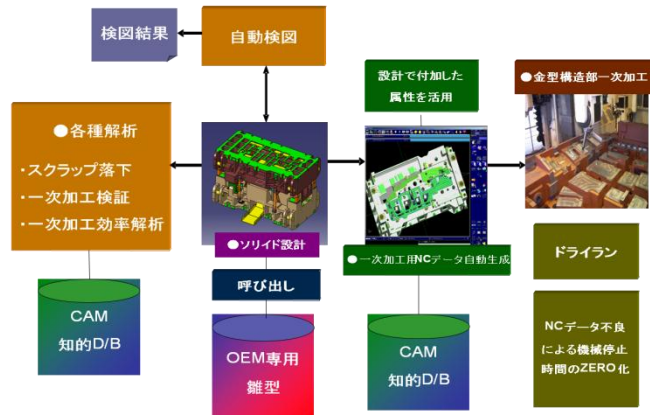 検図結果
自動検図
設計で付加した
属性を活用
●金型構造部一次加工
●各種解析
・スクラップ落下
・一次加工検証
・一次加工効率解析
●ソリド設計
●一次加工用NCデータ自動生成
呼び出し
ドライラン
CAM
知的D/B
OEM専用
雛型
CAM
知的D/B
NCデータ不良
による機械停止
時間のZERO化